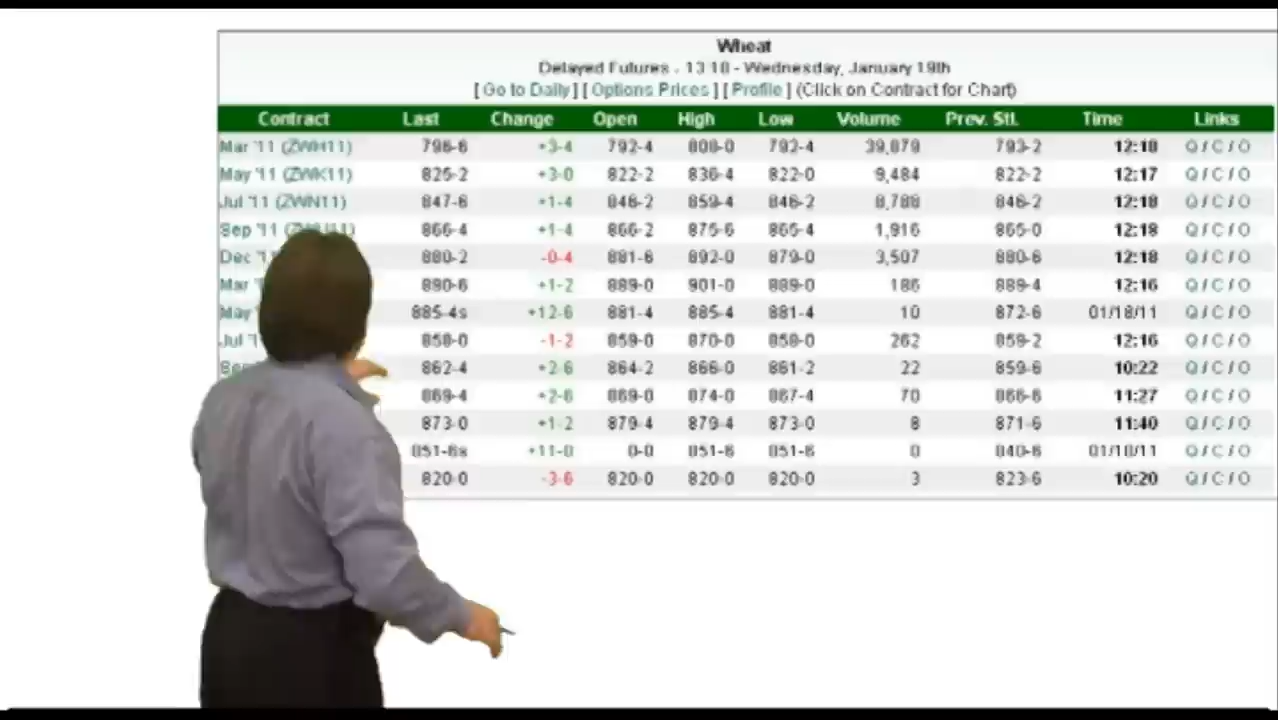 Wheat
Delayed Futures - 13:18 - Wednesday, January 19th
[ Go to Daily ] [ Options Prices ] [ Profile ] (Click on Contract for Chart)
Contract Last Change Open High Low Volume Prev. Stl. Time Links
Mar '11 (ZWH11) 796-6 +3-4 792-4 808-0 792-4 39,879 793-2 12:18 Q / C / O
May '11 (ZWK11) 825-2 +3-0 822-2 836-4 822-0 9,484 822-2 12:17 Q / C / O
Jul '11 (ZWN11) 847-6 +1-4 846-2 859-4 846-2 8,788 846-2 12:18 Q / C / O
Sep '11 866-4 +1-4 866-2 875-6 865-4 1,916 865-0 12:18 Q / C / O
Dec '11 880-2 -0-4 881-6 892-0 879-0 3,507 880-6 12:18 Q / C / O
Mar 890-6 +1-2 889-0 901-0 889-0 186 889-4 12:16 Q / C / O
May 885-4s +12-6 881-4 885-4 881-4 10 872-6 01/18/11 Q / C / O
Jul 858-0 -1-2 859-0 870-0 858-0 262 859-2 12:16 Q / C / O
862-4 +2-6 864-2 866-0 861-2 22 859-6 10:22 Q / C / O
869-4 +2-6 869-0 874-0 867-4 70 866-6 11:27 Q / C / O
873-0 +1-2 879-4 879-4 873-0 8 871-6 11:40 Q / C / O
851-6s +11-0 0-0 851-6 851-6 0 840-6 01/18/11 Q / C / O
820-0 -3-6 820-0 820-0 820-0 3 823-6 10:20 Q / C / O